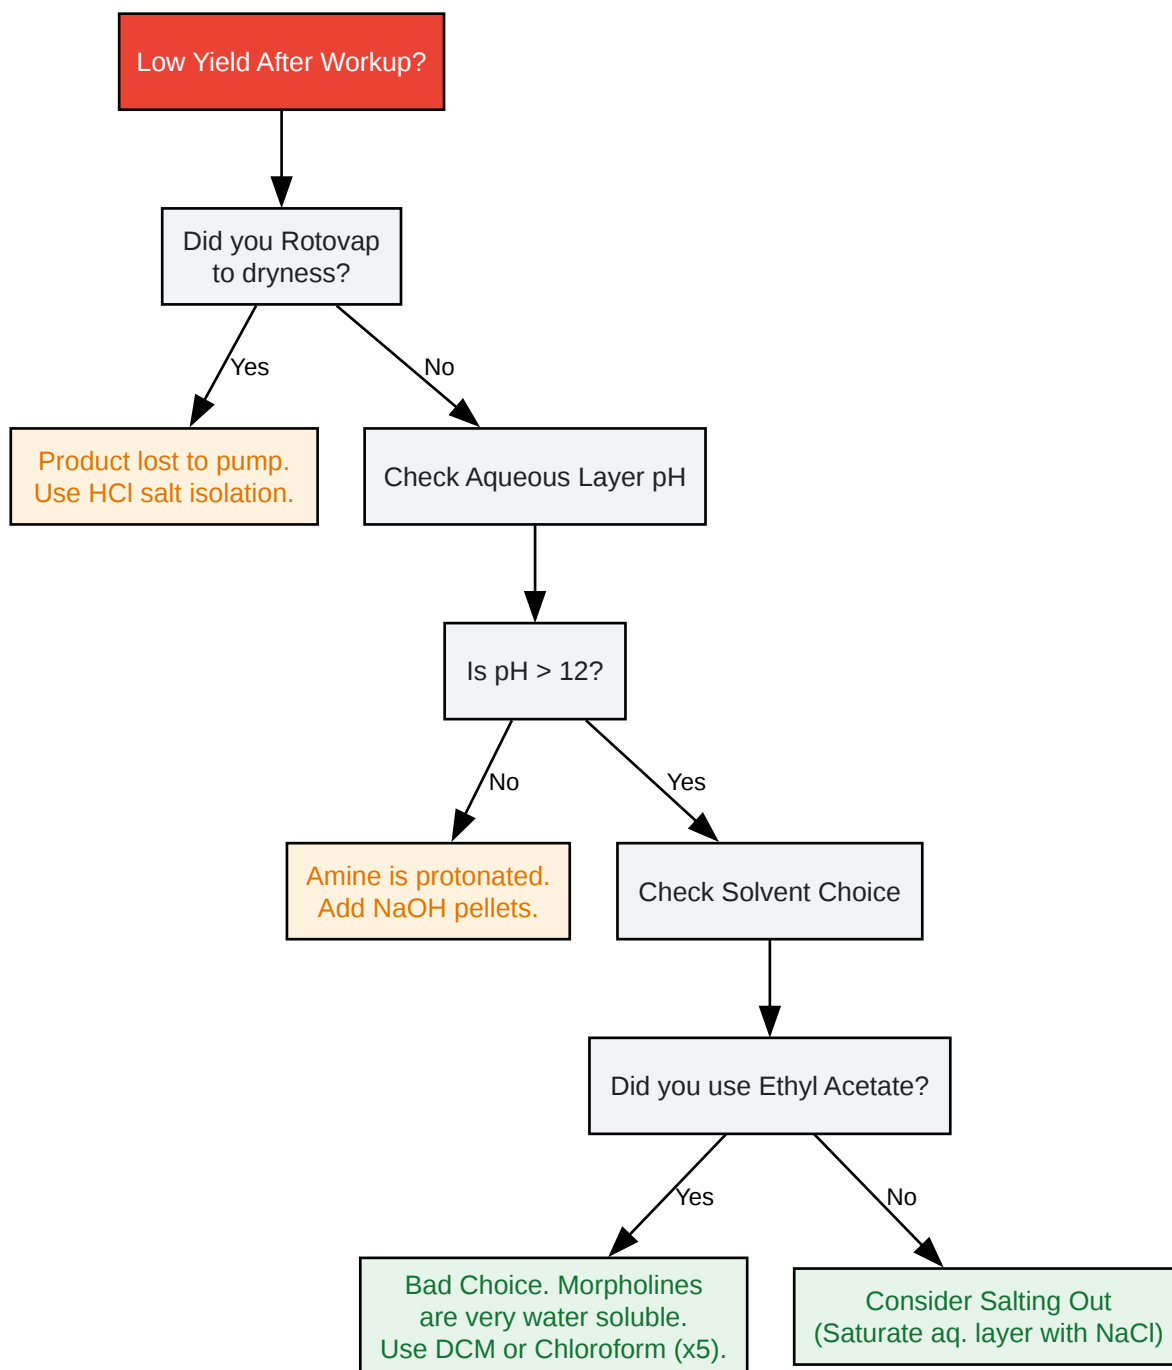 Low Yield After Workup?
Did you Rotovap
to dryness?
Yes
No
Product lost to pump.
Use HCl salt isolation.
Check Aqueous Layer pH
Is pH > 12?
No
Yes
Amine is protonated.
Add NaOH pellets.
Check Solvent Choice
Did you use Ethyl Acetate?
Yes
No
Bad Choice. Morpholines
are very water soluble.
Use DCM or Chloroform (x5).
Consider Salting Out
(Saturate aq. layer with NaCl)